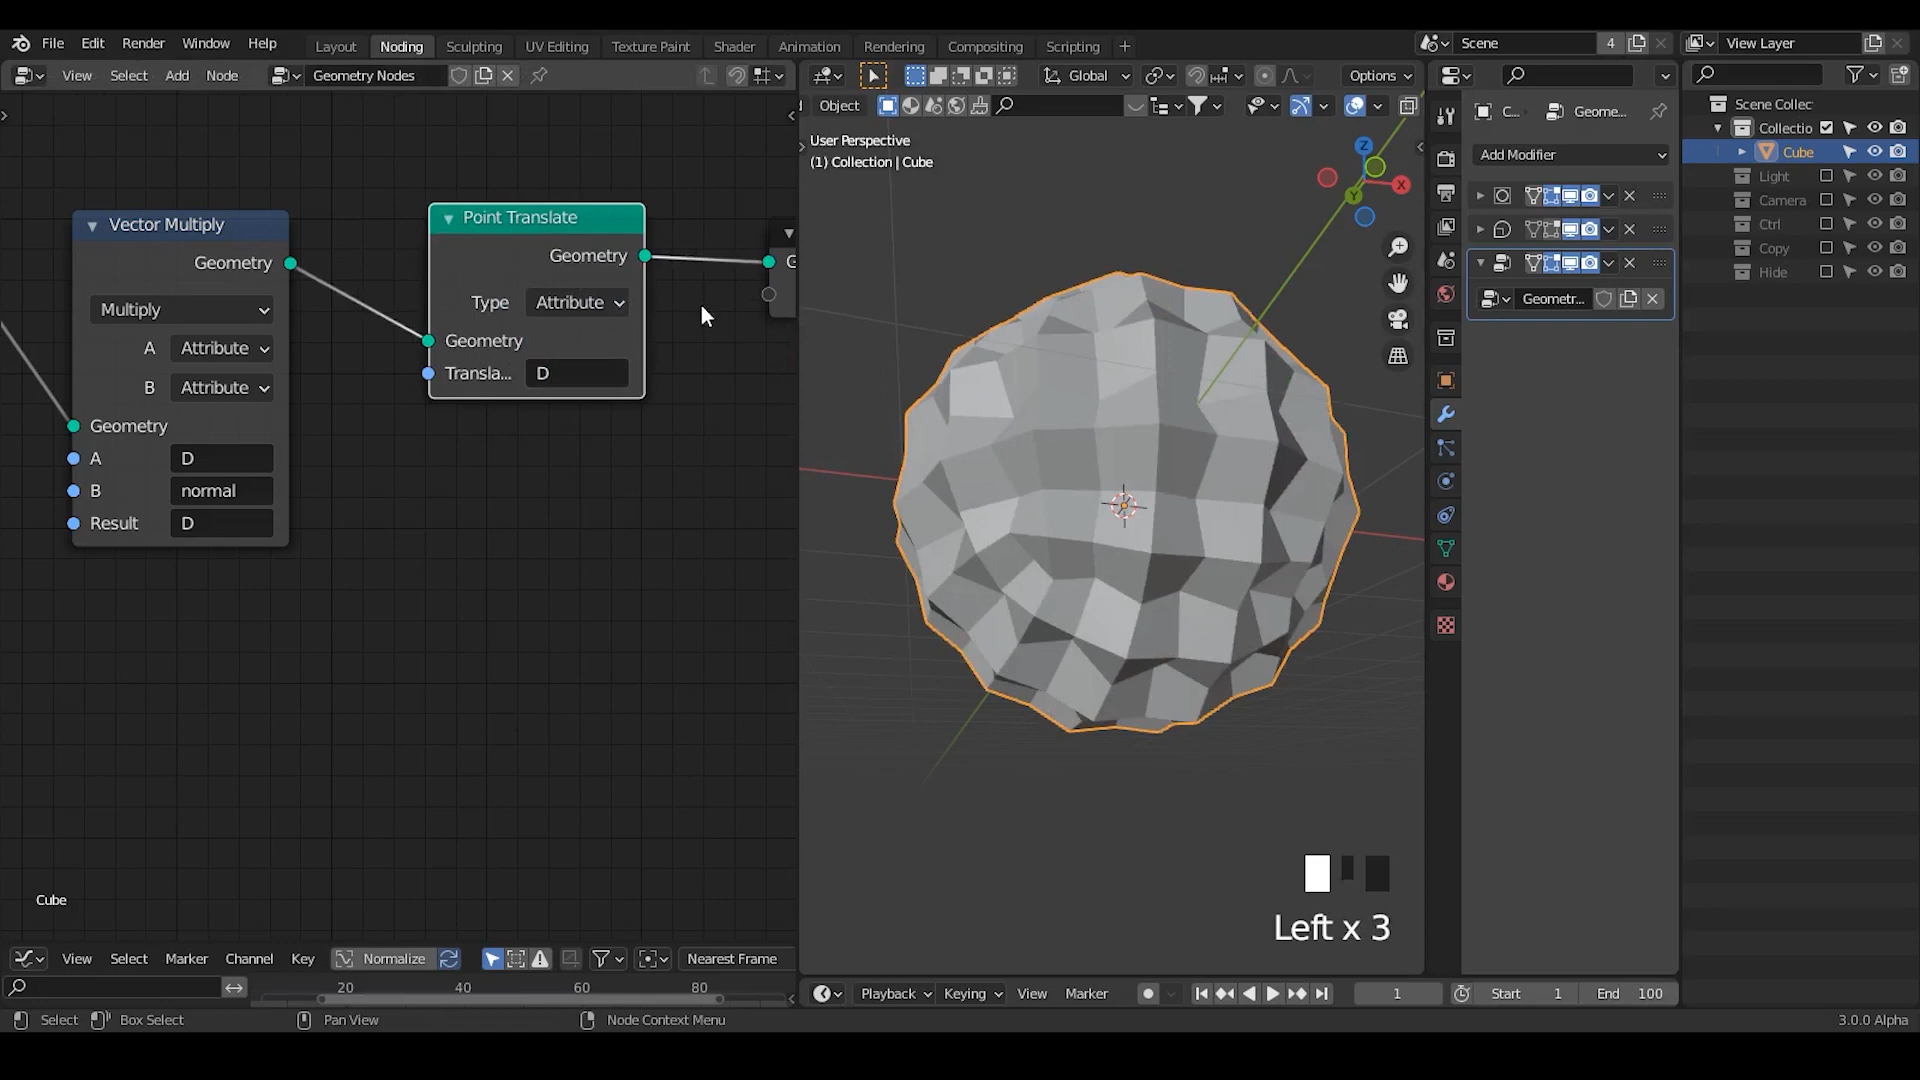 File Edit Render Window Help Layout Noding Sculpting UV Editing Texture Paint Shader Animation Rendering Compositing Scripting + Scene 4 View Layer
View Select Add Node Geometry Nodes Global Options
Object
User Perspective
(1) Collection | Cube
Z
X
Y
C... Geome...
Add Modifier
Geometr...
Scene Collec
Collectio
Cube
Light
Camera
Ctrl
Copy
Hide
Vector Multiply
Geometry
Multiply
A Attribute
B Attribute
Geometry
A D
B normal
Result D
Point Translate
Geometry
Type Attribute
Geometry
Transla... D
G
Cube
Left x 3
View Select Marker Channel Key Normalize Nearest Frame
20 40 60 80
Playback Keying View Marker 1 Start 1 End 100
Select Box Select Pan View Node Context Menu 3.0.0 Alpha